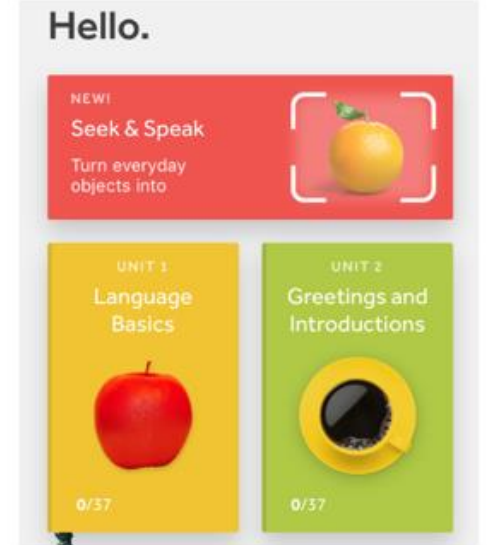 Hello.
NEW!
Seek & Speak
Turn everyday
objects into
UNIT 1
Language
Basics
0/37
UNIT 2
Greetings and
Introductions
0/37